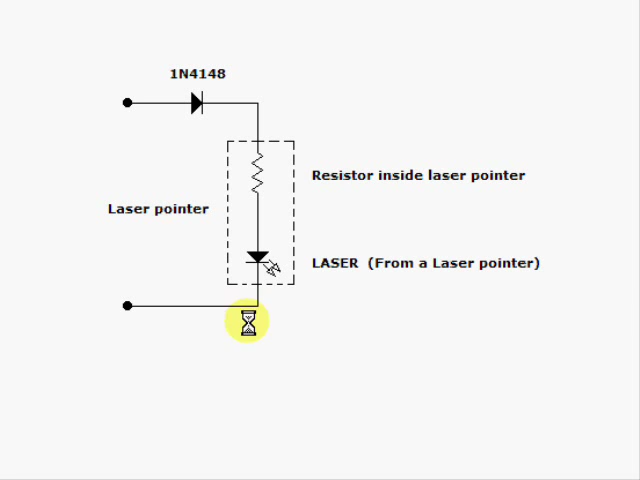 1N4148
Resistor inside laser pointer
Laser pointer
LASER  (From a Laser pointer)